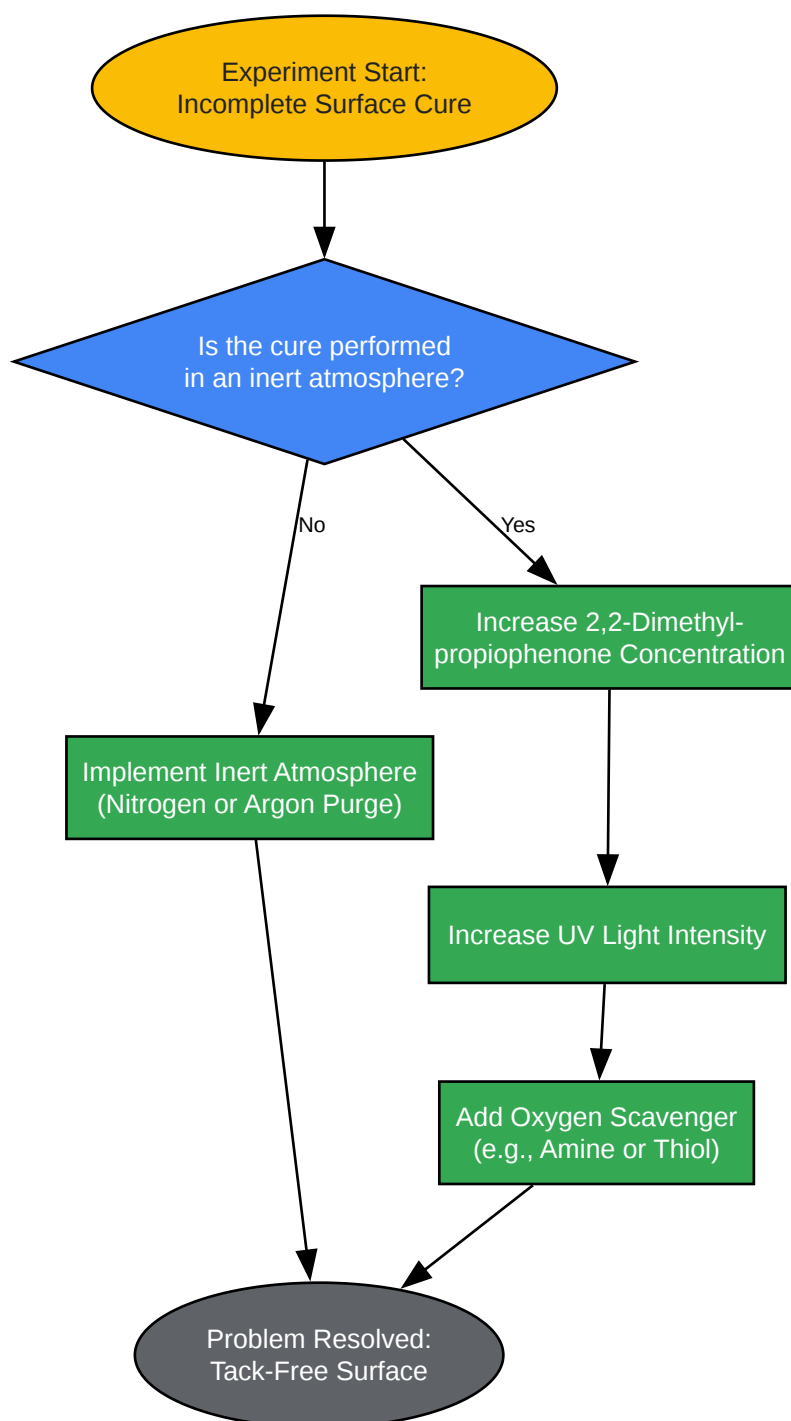 Experiment Start:
Incomplete Surface Cure
Is the cure performed
in an inert atmosphere?
No
Yes
Increase 2,2-Dimethyl-
propiophenone Concentration
Implement Inert Atmosphere
(Nitrogen or Argon Purge)
Increase UV Light Intensity
Add Oxygen Scavenger
(e.g., Amine or Thiol)
Problem Resolved:
Tack-Free Surface